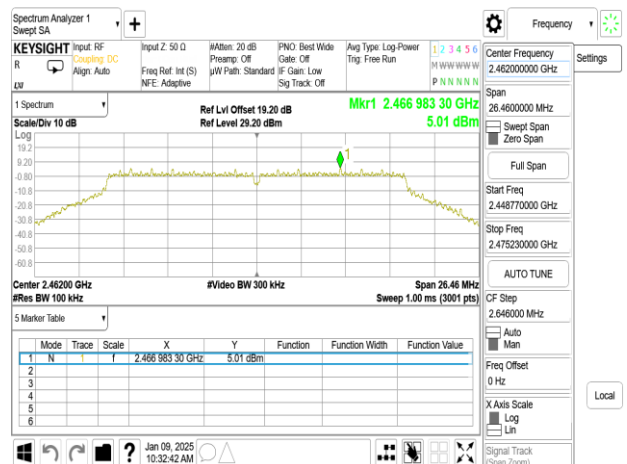 Spectrum Analyzer 1
Swept SA
+
Frequency
KEYSIGHT
R
Input: RF
Coupling: DC
Align: Auto
Input Z: 50 Ω
Freq Ref: Int (S)
NFE: Adaptive
#Atten: 20 dB
Preamp: Off
µW Path: Standard
PNO: Best Wide
Gate: Off
IF Gain: Low
Sig Track: Off
Avg Type: Log-Power
Trig: Free Run
1 2 3 4 5 6
M W W W W W
P N N N N N
Center Frequency
2.462000000 GHz
Settings
Span
26.4600000 MHz
Swept Span
Zero Span
Full Span
Start Freq
2.448770000 GHz
Stop Freq
2.475230000 GHz
AUTO TUNE
CF Step
2.646000 MHz
Auto
Man
Freq Offset
0 Hz
X Axis Scale
Log
Lin
Signal Track
(Span Zoom)
Local
1 Spectrum
Scale/Div 10 dB
Log
Ref Lvl Offset 19.20 dB
Ref Level 29.20 dBm
Mkr1 2.466 983 30 GHz
5.01 dBm
19.2
9.20
-0.80
-10.8
-20.8
-30.8
-40.8
-50.8
-60.8
1
Center 2.46200 GHz
#Res BW 100 kHz
#Video BW 300 kHz
Span 26.46 MHz
Sweep 1.00 ms (3001 pts)
5 Marker Table
Mode Trace Scale X Y Function Function Width Function Value
1 N 1 f 2.466 983 30 GHz 5.01 dBm
2
3
4
5
6
?
Jan 09, 2025
10:32:42 AM